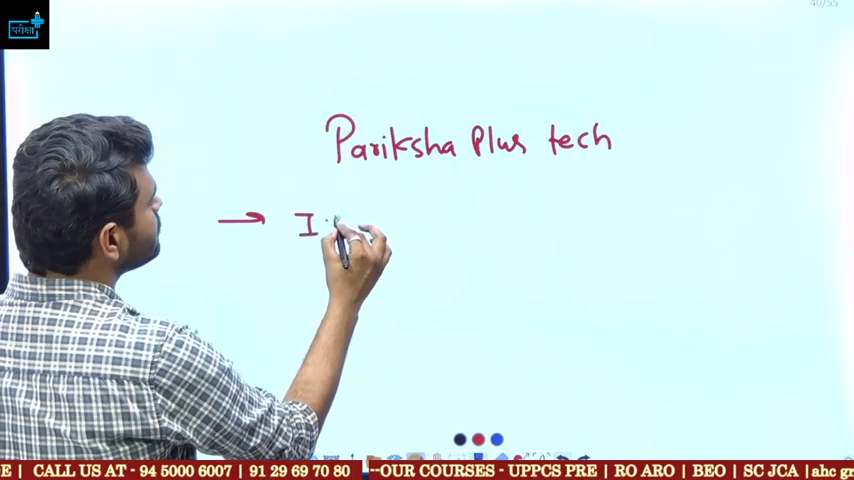 40/55
परीक्षा
Pariksha Plus tech
→ I
E | CALL US AT - 94 5000 6007 | 91 29 69 70 80 | --OUR COURSES - UPPCS PRE | RO ARO | BEO | SC JCA | ahc gr